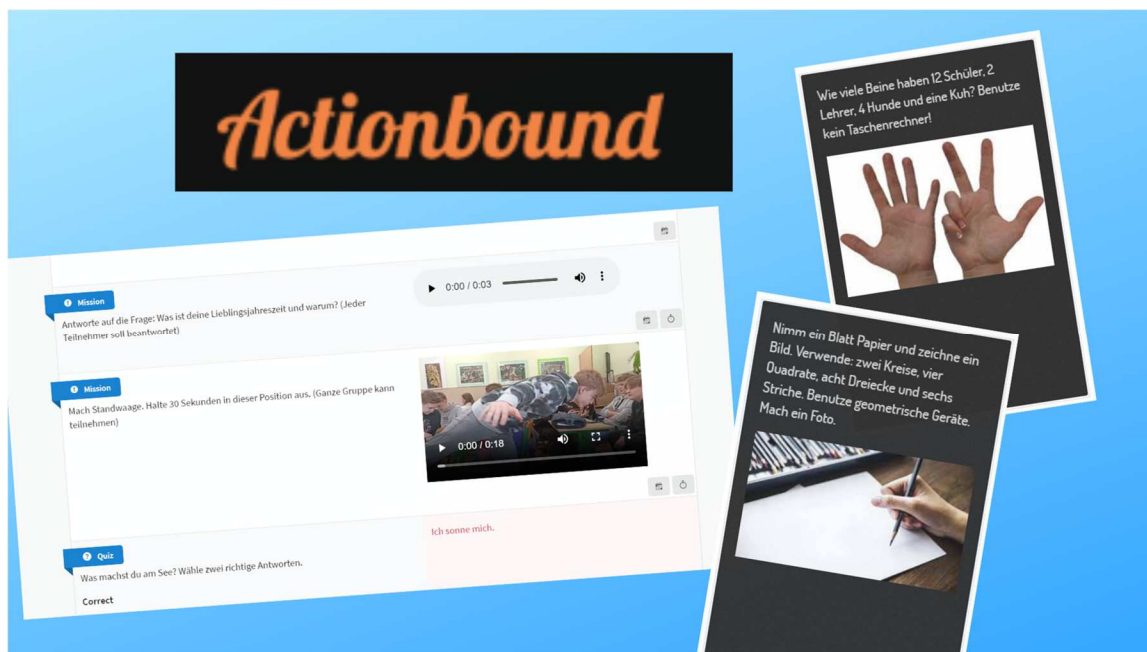 Actionbound
Wie viele Beine haben 12 Schüler, 2
Lehrer, 4 Hunde und eine Kuh? Benutze
kein Taschenrechner!
Mission
Antworte auf die Frage: Was ist deine Lieblingsjahreszeit und warum? (Jeder
Teilnehmer soll beantwortet)
0:00 / 0:03
Mission
Mach Standwaage. Halte 30 Sekunden in dieser Position aus. (Ganze Gruppe kann
teilnehmen)
0:00 / 0:18
Quiz
Was machst du am See? Wähle zwei richtige Antworten.
Correct
Ich sonne mich.
Nimm ein Blatt Papier und zeichne ein
Bild. Verwende: zwei Kreise, vier
Quadrate, acht Dreiecke und sechs
Striche. Benutze geometrische Geräte.
Mach ein Foto.